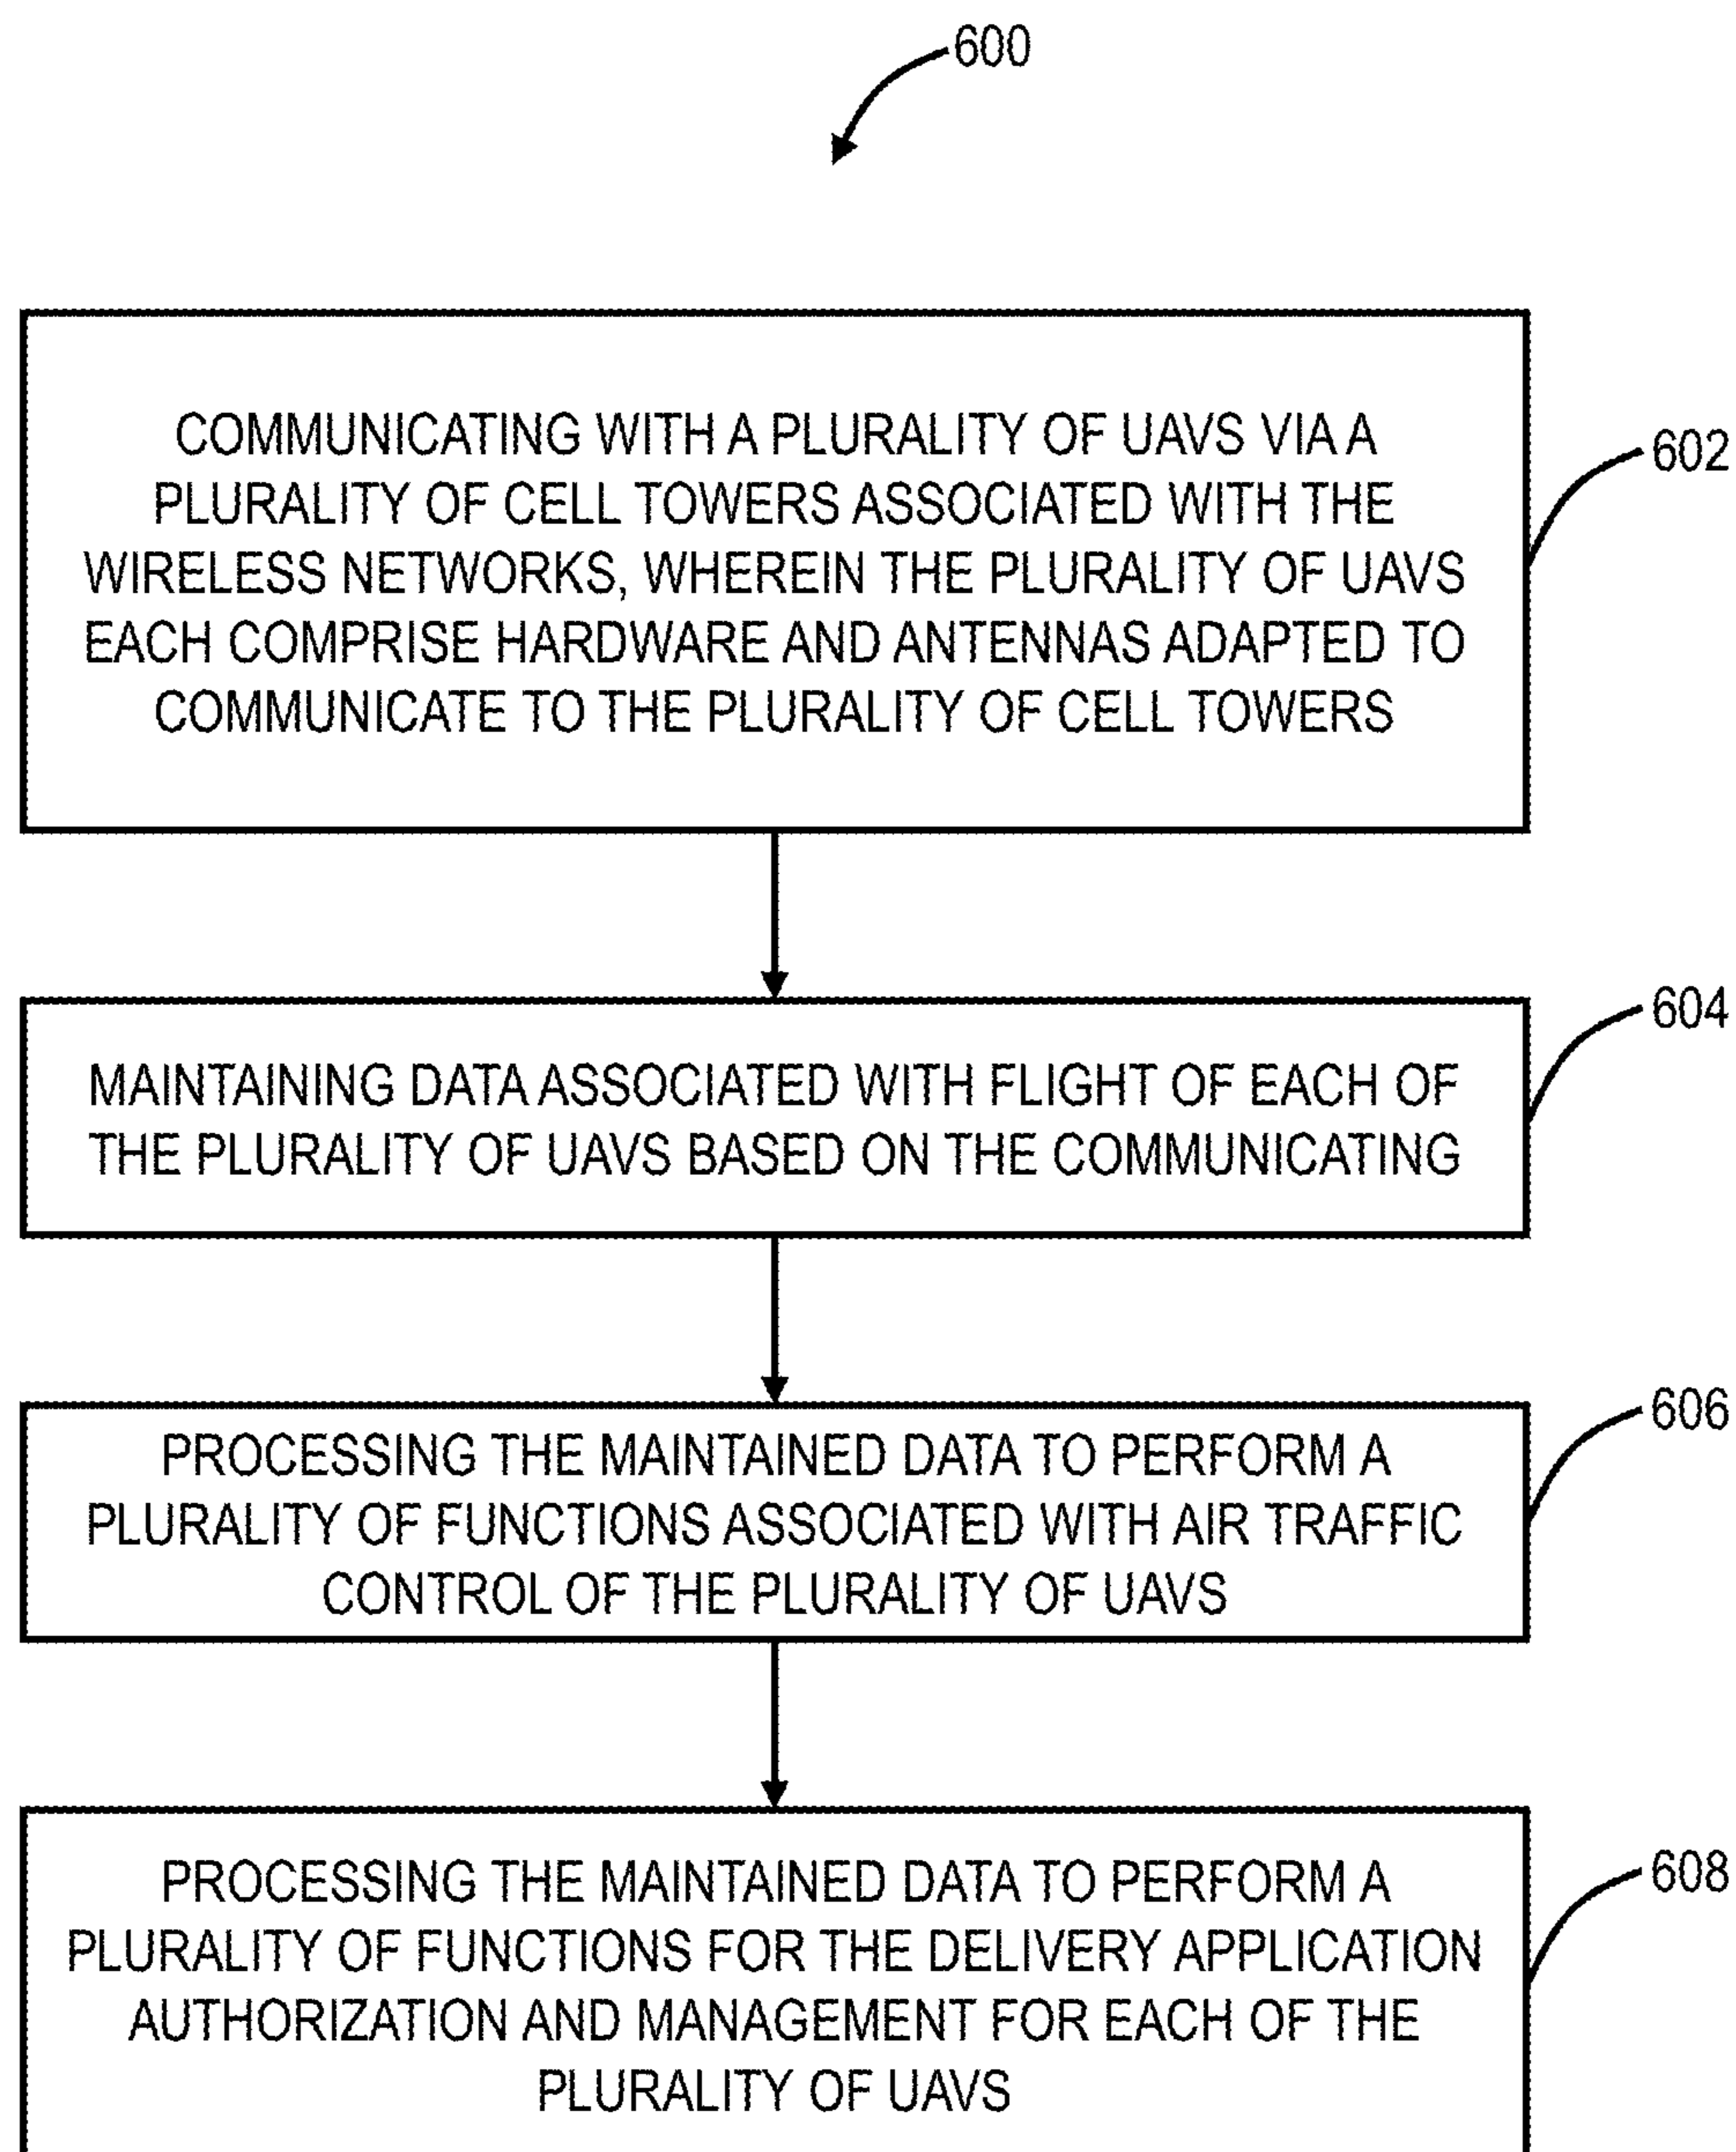 600
COMMUNICATING WITH A PLURALITY OF UAVS VIA A
PLURALITY OF CELL TOWERS ASSOCIATED WITH THE
WIRELESS NETWORKS, WHEREIN THE PLURALITY OF UAVS
EACH COMPRISE HARDWARE AND ANTENNAS ADAPTED TO
COMMUNICATE TO THE PLURALITY OF CELL TOWERS
602
MAINTAINING DATA ASSOCIATED WITH FLIGHT OF EACH OF
THE PLURALITY OF UAVS BASED ON THE COMMUNICATING
604
PROCESSING THE MAINTAINED DATA TO PERFORM A
PLURALITY OF FUNCTIONS ASSOCIATED WITH AIR TRAFFIC
CONTROL OF THE PLURALITY OF UAVS
606
PROCESSING THE MAINTAINED DATA TO PERFORM A
PLURALITY OF FUNCTIONS FOR THE DELIVERY APPLICATION
AUTHORIZATION AND MANAGEMENT FOR EACH OF THE
PLURALITY OF UAVS
608